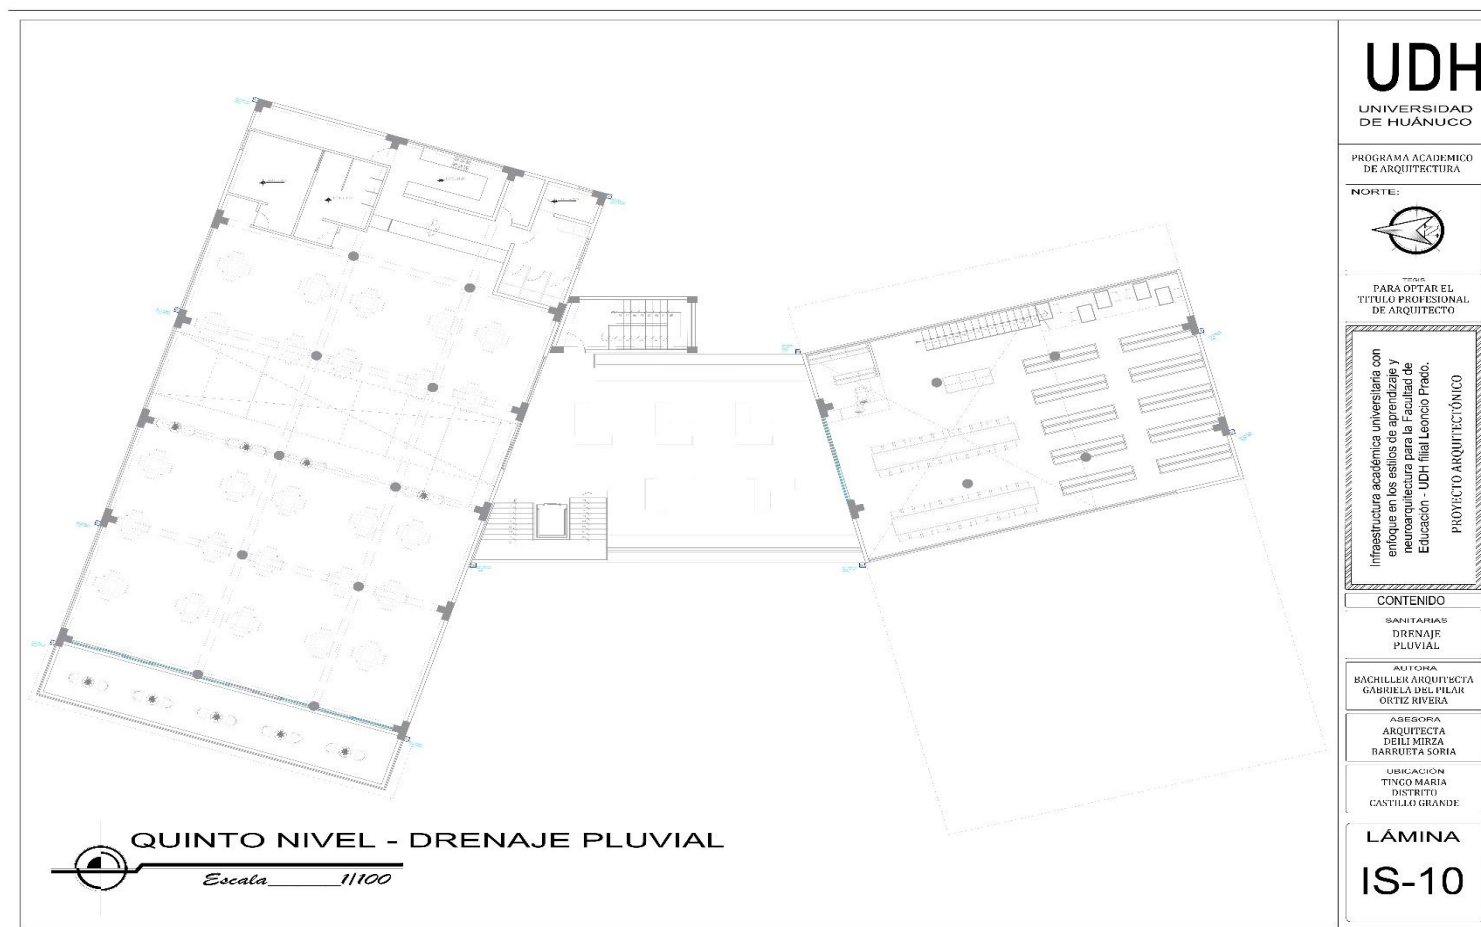 UDH
UNIVERSIDAD
DE HUÁNUCO
PROGRAMA ACADEMICO
DE ARQUITECTURA
NORTE:
TESIS
PARA OPTAR EL
TITULO PROFESIONAL
DE ARQUITECTO
Infraestructura académica universitaria con
enfoque en los estilos de aprendizaje y
neuroarquitectura para la Facultad de
Educación - UDH filial Leoncio Prado.
PROYECTO ARQUITECTÓNICO
CONTENIDO
SANITARIAS
DRENAJE
PLUVIAL
AUTORA
BACHILLER ARQUITECTA
GABRIELA DEL PILAR
ORTIZ RIVERA
ASESORA
ARQUITECTA
DEILI MIRZA
BARRUETA SORIA
UBICACIÓN
TINGO MARIA
DISTRITO
CASTILLO GRANDE
LÁMINA
IS-10
QUINTO NIVEL - DRENAJE PLUVIAL
Escala______1/100